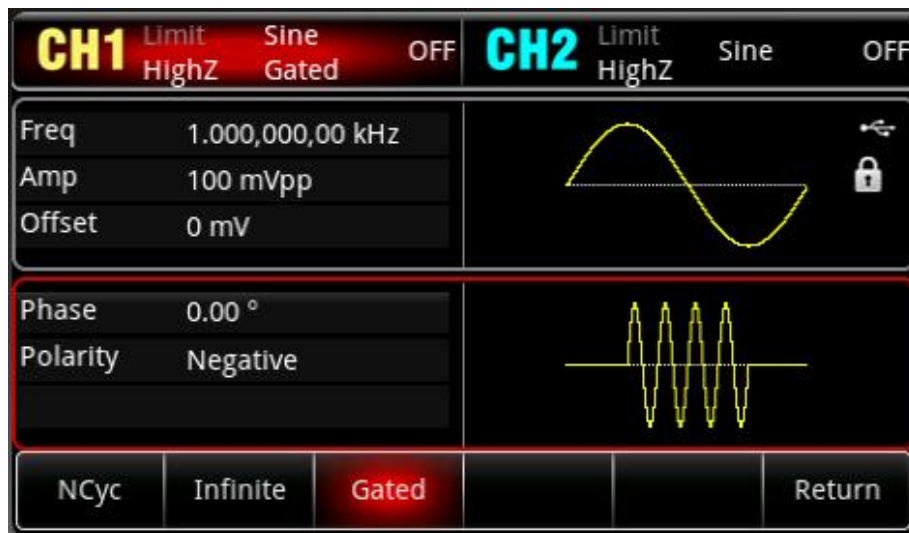 CH1 Limit Sine OFF CH2 Limit Sine OFF
HighZ Gated HighZ
Freq 1.000,000,00 kHz
Amp 100 mVpp
Offset 0 mV
Phase 0.00 °
Polarity Negative
NCyc Infinite Gated Return